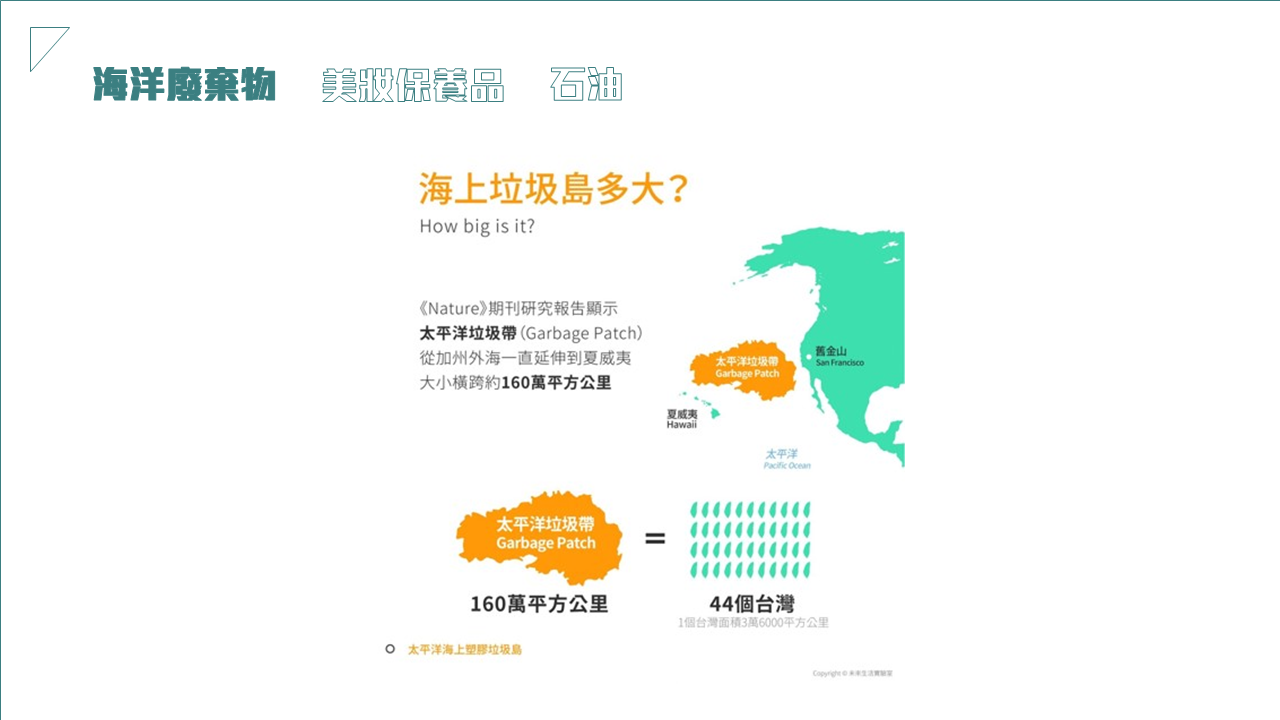 海洋廢棄物 美妝保養品 石油
海上垃圾島多大？
How big is it?
《Nature》期刊研究報告顯示
太平洋垃圾帶（Garbage Patch）
從加州外海一直延伸到夏威夷
大小橫跨約160萬平方公里
舊金山
San Francisco
太平洋垃圾帶
Garbage Patch
夏威夷
Hawaii
太平洋
Pacific Ocean
太平洋垃圾帶
Garbage Patch
=
160萬平方公里
44個台灣
1個台灣面積3萬6000平方公里
太平洋海上塑膠垃圾島
Copyright © 未來生活實驗室